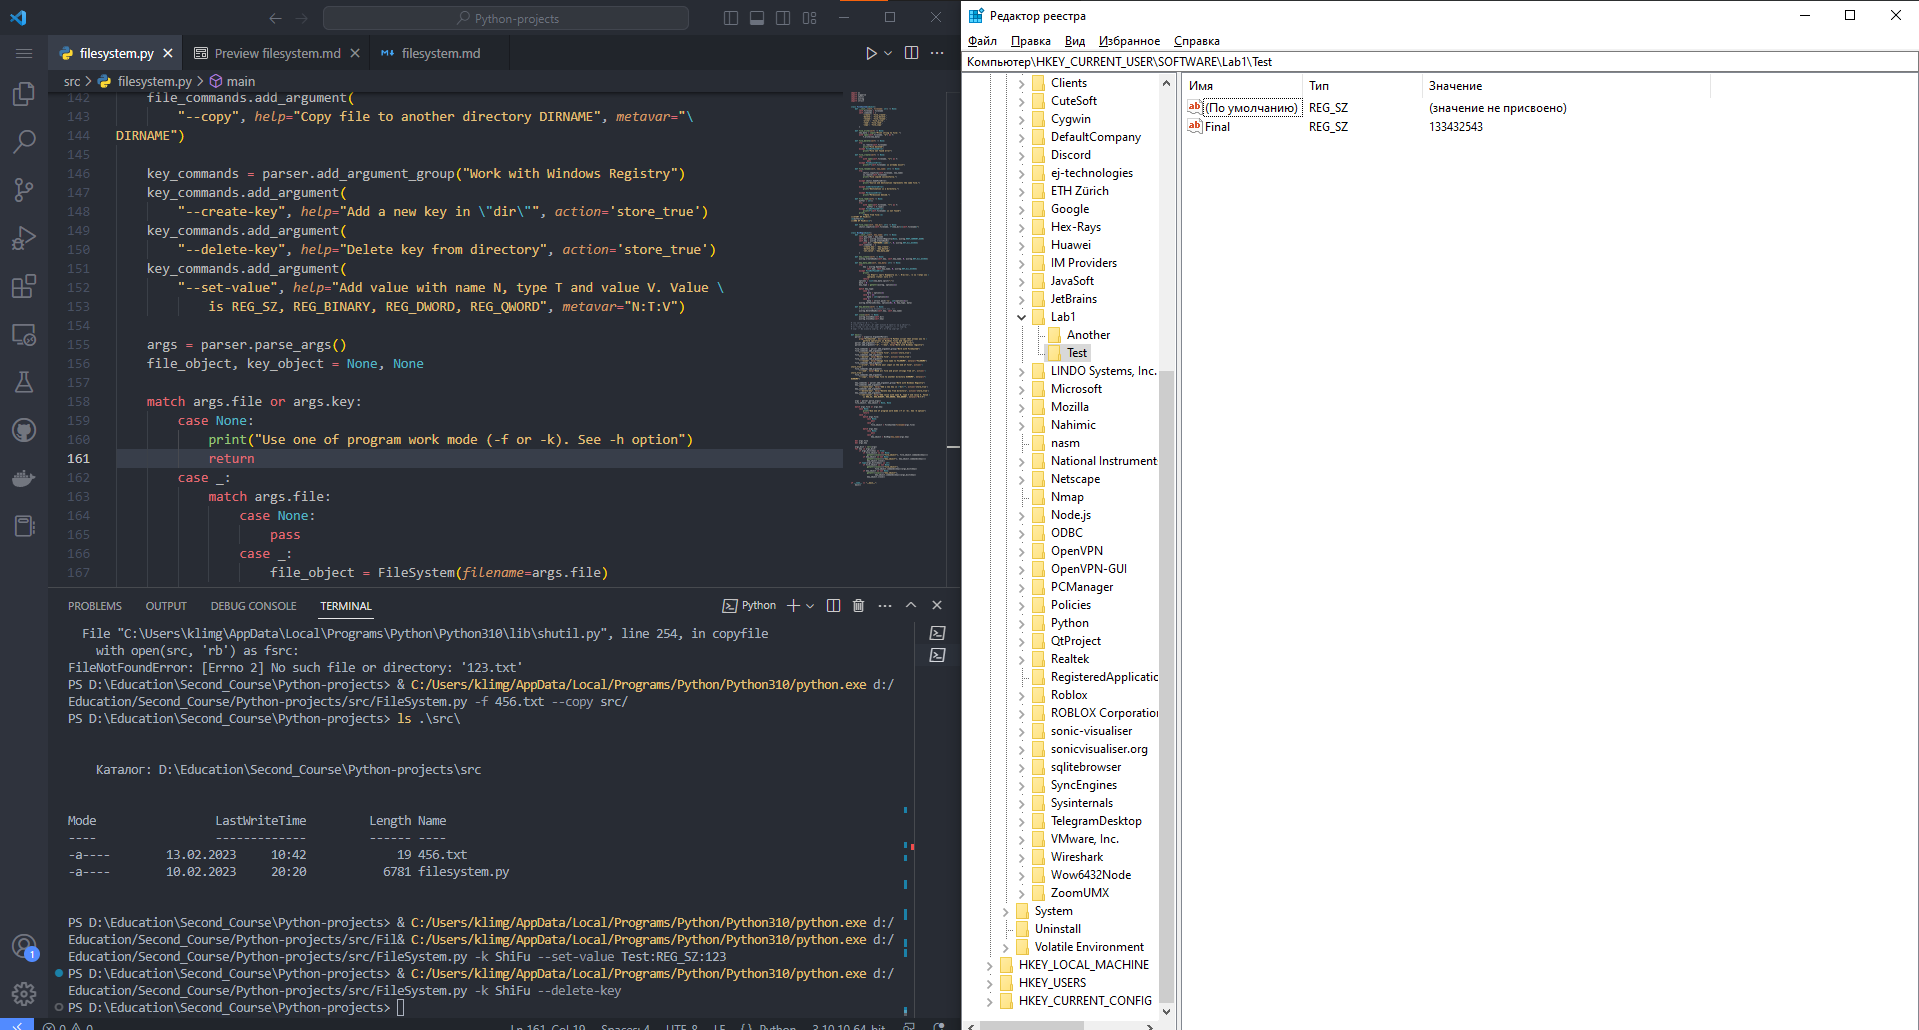 Python-projects
filesystem.py
Preview filesystem.md
filesystem.md
src > filesystem.py > main
142 file_commands.add_argument(
143 "--copy", help="Copy file to another directory DIRNAME", metavar="\
144 DIRNAME")
145
146 key_commands = parser.add_argument_group("Work with Windows Registry")
147 key_commands.add_argument(
148 "--create-key", help="Add a new key in \"dir\"", action='store_true')
149 key_commands.add_argument(
150 "--delete-key", help="Delete key from directory", action='store_true')
151 key_commands.add_argument(
152 "--set-value", help="Add value with name N, type T and value V. Value \
153 is REG_SZ, REG_BINARY, REG_DWORD, REG_QWORD", metavar="N:T:V")
154
155 args = parser.parse_args()
156 file_object, key_object = None, None
157
158 match args.file or args.key:
159 case None:
160 print("Use one of program work mode (-f or -k). See -h option")
161 return
162 case _:
163 match args.file:
164 case None:
165 pass
166 case _:
167 file_object = FileSystem(filename=args.file)
PROBLEMS OUTPUT DEBUG CONSOLE TERMINAL
Python
File "C:\Users\klimg\AppData\Local\Programs\Python\Python310\lib\shutil.py", line 254, in copyfile
with open(src, 'rb') as fsrc:
FileNotFoundError: [Errno 2] No such file or directory: '123.txt'
PS D:\Education\Second_Course\Python-projects> & C:/Users/klimg/AppData/Local/Programs/Python/Python310/python.exe d:/
Education/Second_Course/Python-projects/src/FileSystem.py -f 456.txt --copy src/
PS D:\Education\Second_Course\Python-projects> ls .\src\
Каталог: D:\Education\Second_Course\Python-projects\src
Mode LastWriteTime Length Name
---- ------------- ------ ----
-a---- 13.02.2023 10:42 19 456.txt
-a---- 10.02.2023 20:20 6781 filesystem.py
PS D:\Education\Second_Course\Python-projects> & C:/Users/klimg/AppData/Local/Programs/Python/Python310/python.exe d:/
Education/Second_Course/Python-projects/src/Fil& C:/Users/klimg/AppData/Local/Programs/Python/Python310/python.exe d:/
Education/Second_Course/Python-projects/src/FileSystem.py -k ShiFu --set-value Test:REG_SZ:123
PS D:\Education\Second_Course\Python-projects> & C:/Users/klimg/AppData/Local/Programs/Python/Python310/python.exe d:/
Education/Second_Course/Python-projects/src/FileSystem.py -k ShiFu --delete-key
PS D:\Education\Second_Course\Python-projects>
1
0 0 Ln 161, Col 19 Spaces: 4 UTF-8 LF Python 3.10.10 64-bit
Редактор реестра
Файл Правка Вид Избранное Справка
Компьютер\HKEY_CURRENT_USER\SOFTWARE\Lab1\Test
Clients
CuteSoft
Cygwin
DefaultCompany
Discord
ej-technologies
ETH Zürich
Google
Hex-Rays
Huawei
IM Providers
JavaSoft
JetBrains
Lab1
Another
Test
LINDO Systems, Inc.
Microsoft
Mozilla
Nahimic
nasm
National Instrument
Netscape
Nmap
Node.js
ODBC
OpenVPN
OpenVPN-GUI
PCManager
Policies
Python
QtProject
Realtek
RegisteredApplicatic
Roblox
ROBLOX Corporation
sonic-visualiser
sonicvisualiser.org
sqlitebrowser
SyncEngines
Sysinternals
TelegramDesktop
VMware, Inc.
Wireshark
Wow6432Node
ZoomUMX
System
Uninstall
Volatile Environment
HKEY_LOCAL_MACHINE
HKEY_USERS
HKEY_CURRENT_CONFIG
Имя Тип Значение
(По умолчанию) REG_SZ (значение не присвоено)
Final REG_SZ 133432543